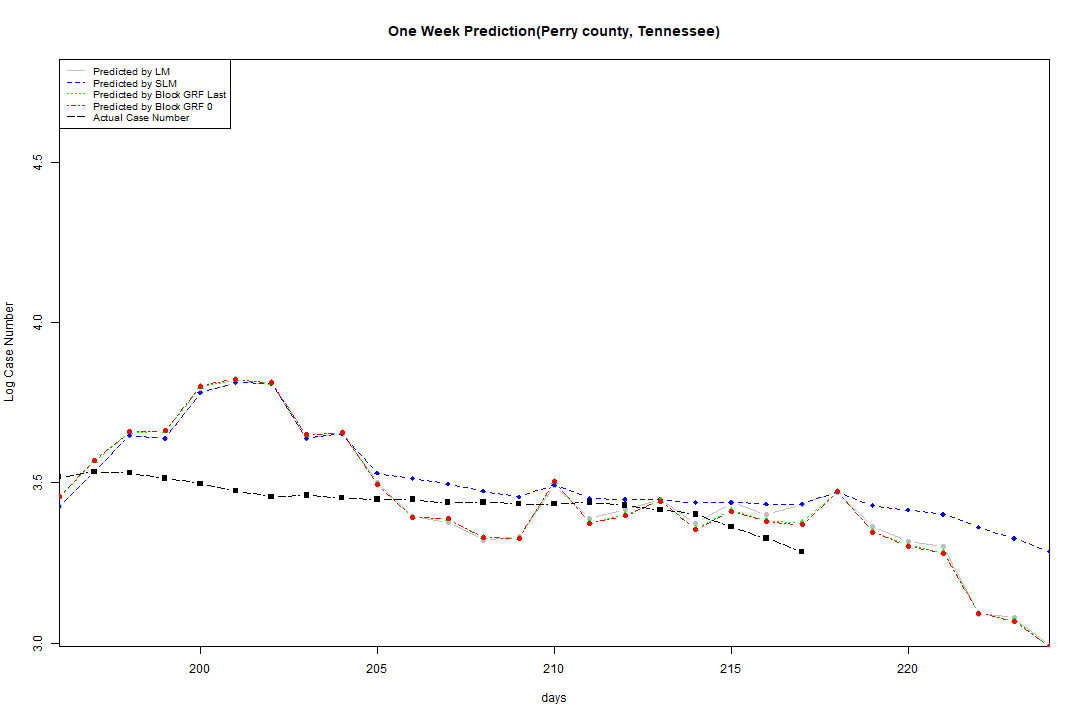 One Week Prediction(Perry county, Tennessee)
Predicted by LM
Predicted by SLM
Predicted by Block GRF Last
Predicted by Block GRF 0
Actual Case Number
4.5
4.0
3.5
3.0
Log Case Number
200
205
210
215
220
days